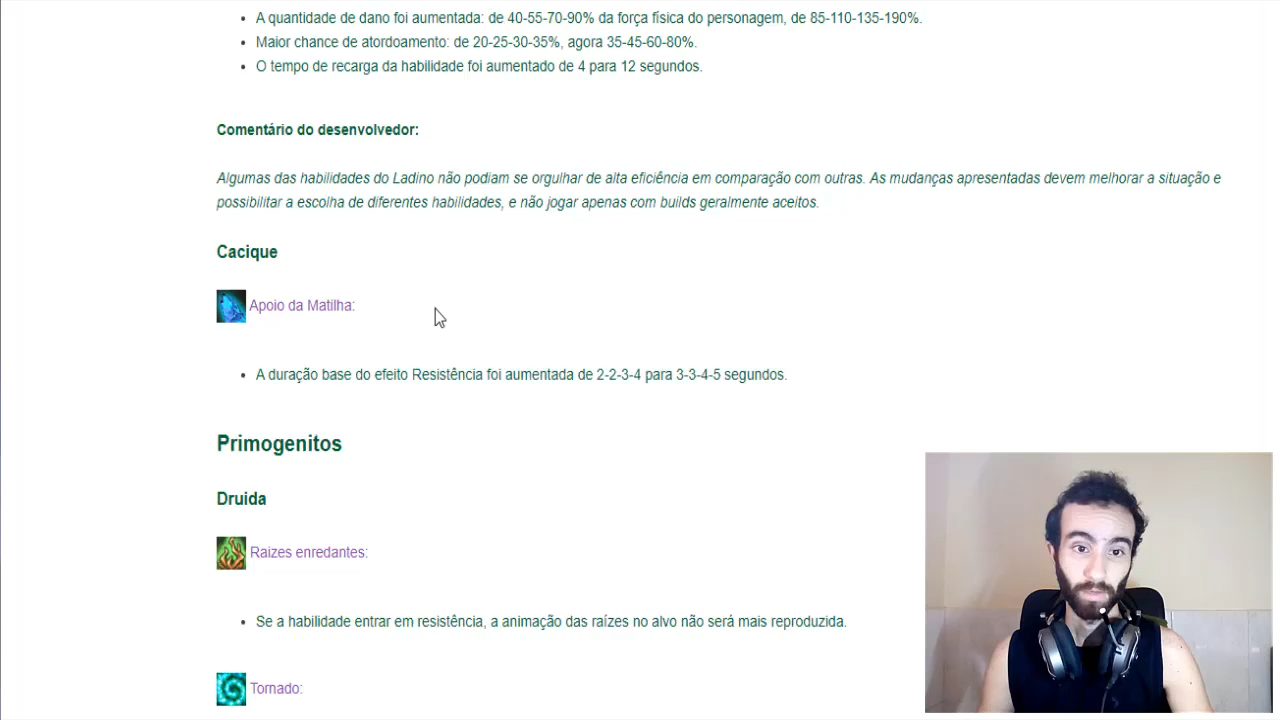 A quantidade de dano foi aumentada: de 40-55-70-90% da força física do personagem, de 85-110-135-190%.
Maior chance de atordoamento: de 20-25-30-35%, agora 35-45-60-80%.
O tempo de recarga da habilidade foi aumentado de 4 para 12 segundos.
Comentário do desenvolvedor:
Algumas das habilidades do Ladino não podiam se orgulhar de alta eficiência em comparação com outras. As mudanças apresentadas devem melhorar a situação e
possibilitar a escolha de diferentes habilidades, e não jogar apenas com builds geralmente aceitos.
Cacique
Apoio da Matilha:
A duração base do efeito Resistência foi aumentada de 2-2-3-4 para 3-3-4-5 segundos.
Primogenitos
Druida
Raizes enredantes:
Se a habilidade entrar em resistência, a animação das raízes no alvo não será mais reproduzida.
Tornado: